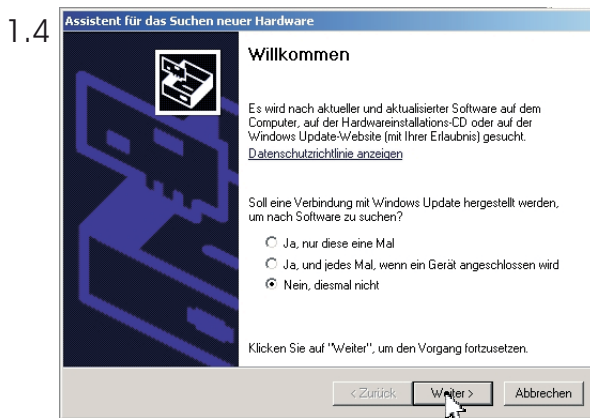 1.4
Assistent für das Suchen neuer Hardware
Willkommen
Es wird nach aktueller und aktualisierter Software auf dem
Computer, auf der Hardwareinstallations-CD oder auf der
Windows Update-Website (mit Ihrer Erlaubnis) gesucht.
Datenschutzrichtlinie anzeigen
Soll eine Verbindung mit Windows Update hergestellt werden,
um nach Software zu suchen?
Ja, nur diese eine Mal
Ja, und jedes Mal, wenn ein Gerät angeschlossen wird
Nein, diesmal nicht
Klicken Sie auf "Weiter", um den Vorgang fortzusetzen.
< Zurück Weiter > Abbrechen